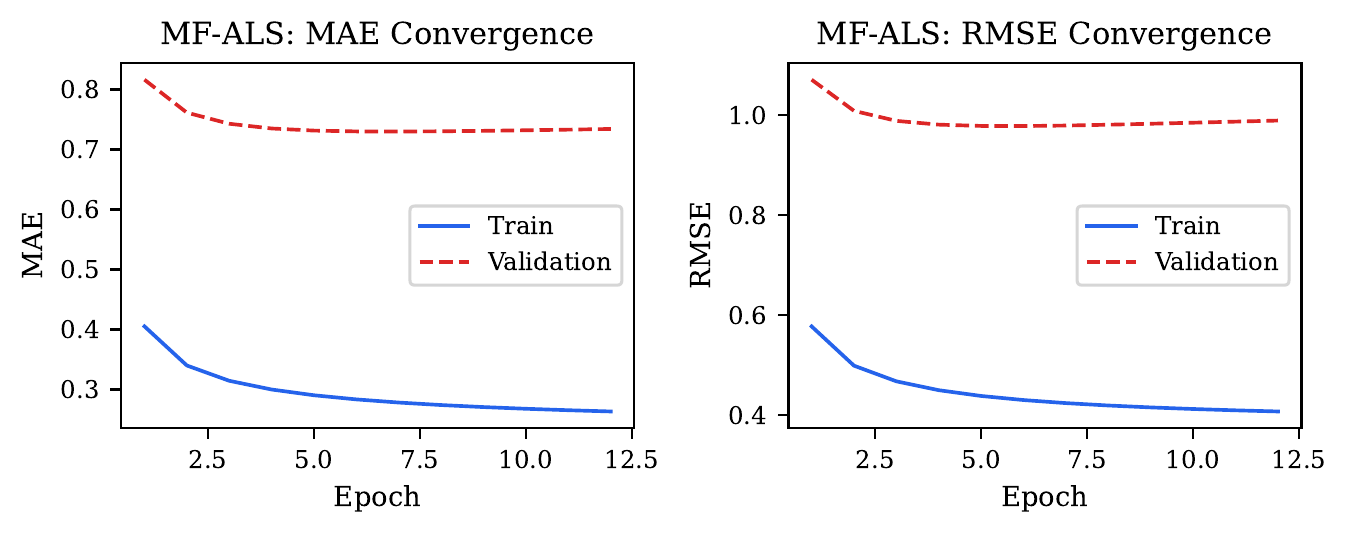 MF-ALS: MAE Convergence
MAE
0.8
0.7
0.6
0.5
0.4
0.3
Train
Validation
2.5 5.0 7.5 10.0 12.5
Epoch
MF-ALS: RMSE Convergence
RMSE
1.0
0.8
0.6
0.4
Train
Validation
2.5 5.0 7.5 10.0 12.5
Epoch